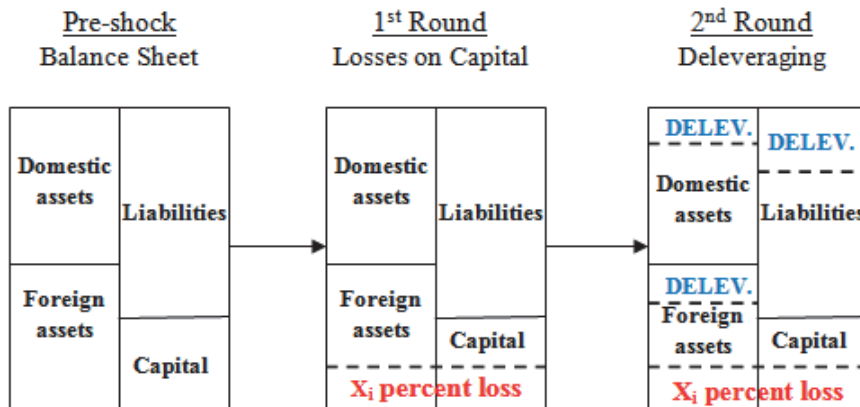 Pre-shock
Balance Sheet
1st Round
Losses on Capital
2nd Round
Deleveraging
Domestic
assets
Liabilities
Foreign
assets
Capital
Domestic
assets
Liabilities
Foreign
assets
Capital
Xi percent loss
DELEV.
DELEV.
Domestic
assets
Liabilities
DELEV.
Foreign
assets
Capital
Xi percent loss